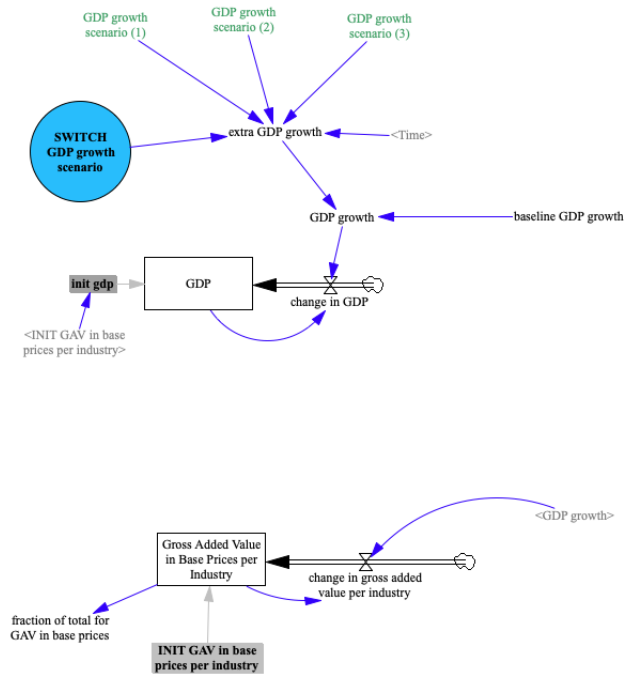 GDP growth
scenario (1)
GDP growth
scenario (2)
GDP growth
scenario (3)
SWITCH
GDP growth
scenario
extra GDP growth
<Time>
GDP growth
baseline GDP growth
init gdp
GDP
change in GDP
<INIT GAV in base
prices per industry>
<GDP growth>
Gross Added Value
in Base Prices per
Industry
change in gross added
value per industry
fraction of total for
GAV in base prices
INIT GAV in base
prices per industry